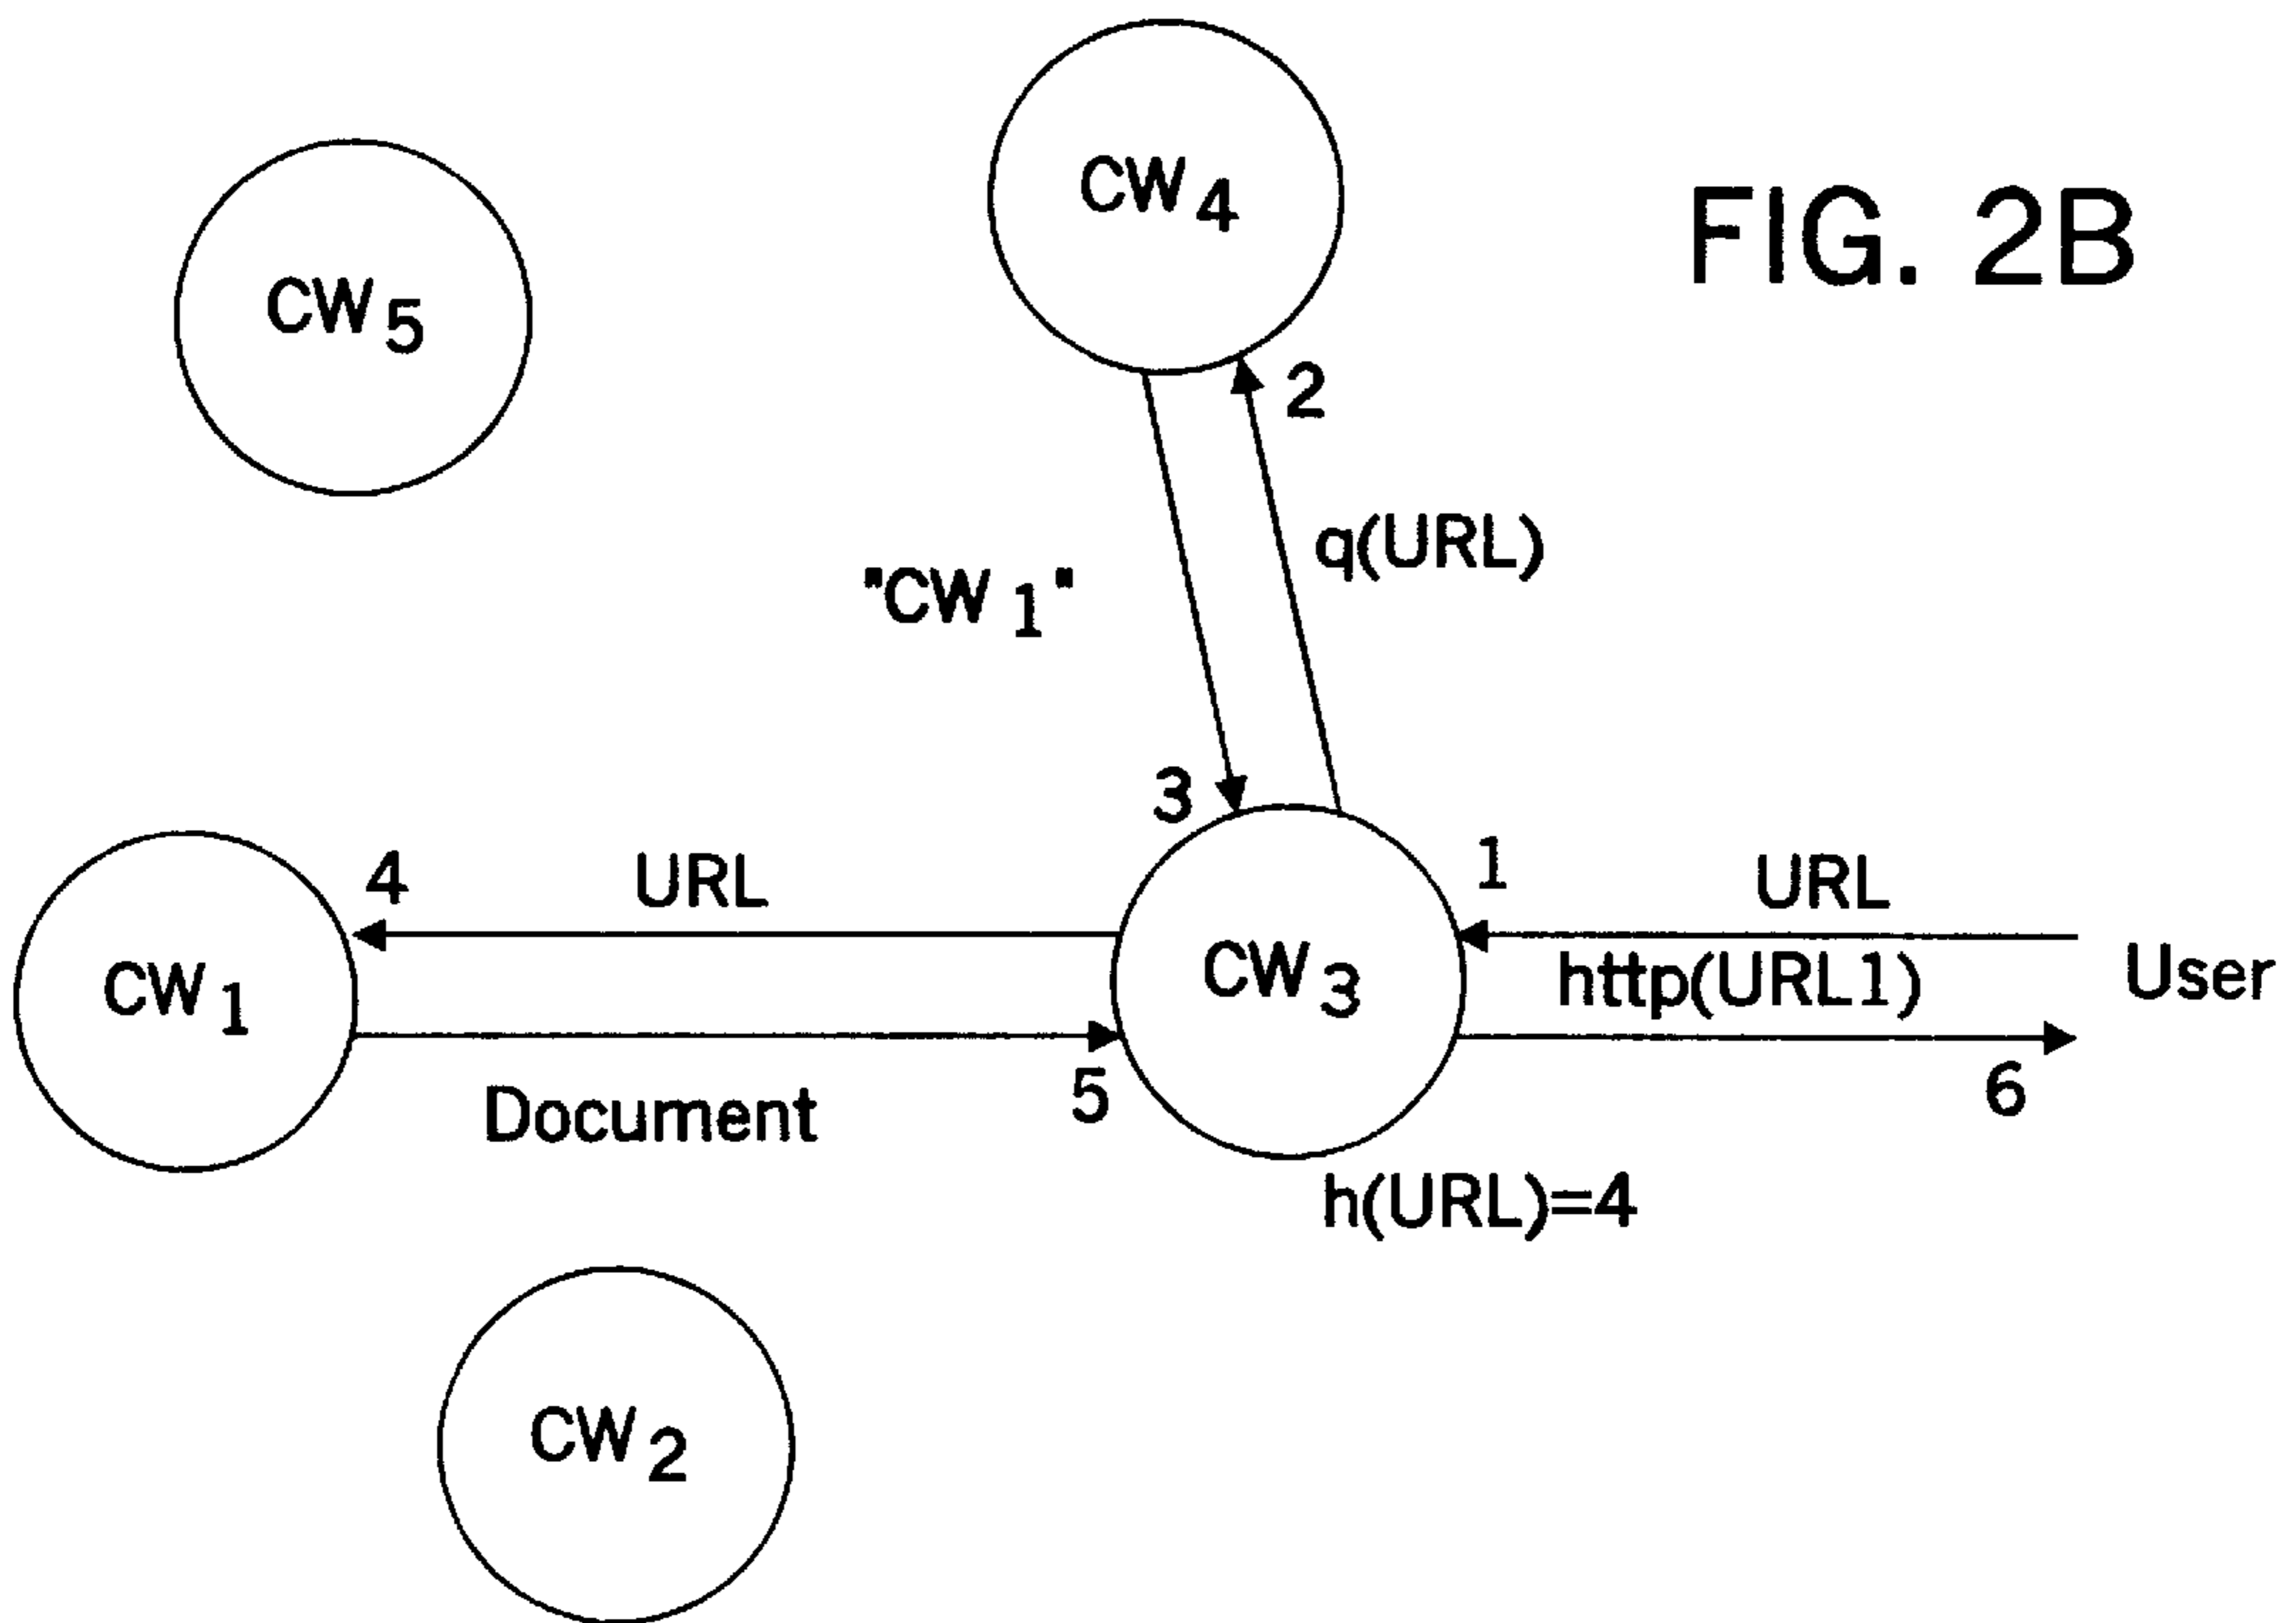 CW4
FIG. 2B
CW5
2
q(URL)
"CW1"
3
1
4
URL
URL
CW1
CW3
http(URL1)
User
5
6
Document
h(URL)=4
CW2